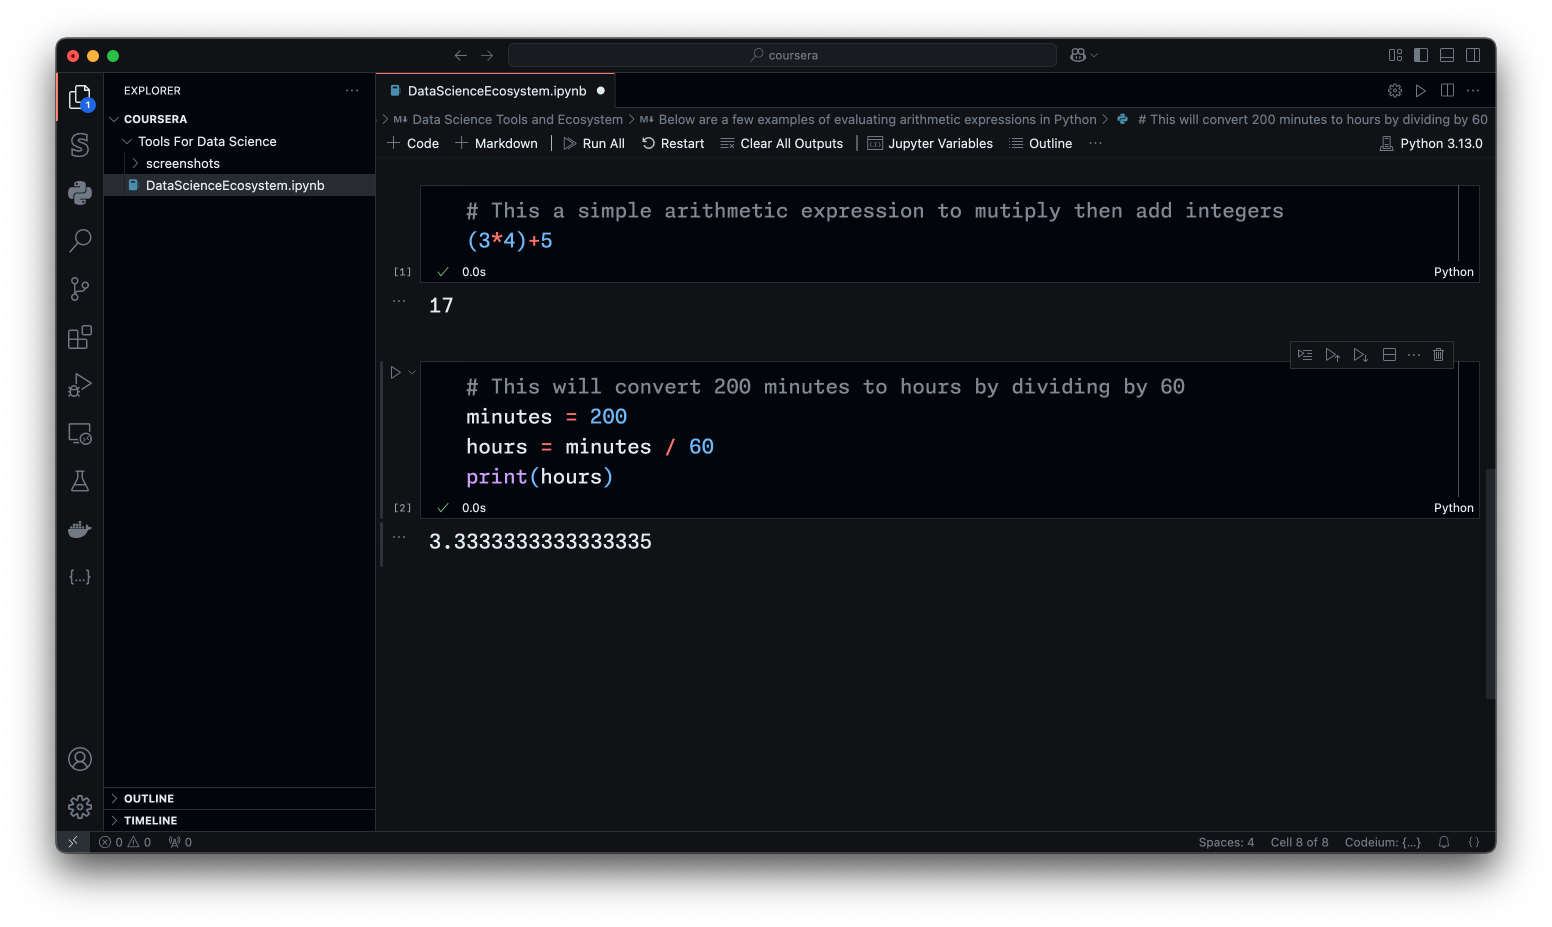 coursera
EXPLORER
DataScienceEcosystem.ipynb
1
COURSERA
Tools For Data Science
screenshots
DataScienceEcosystem.ipynb
M↓ Data Science Tools and Ecosystem > M↓ Below are a few examples of evaluating arithmetic expressions in Python > # This will convert 200 minutes to hours by dividing by 60
+ Code + Markdown | Run All Restart Clear All Outputs | Jupyter Variables Outline ... Python 3.13.0
# This a simple arithmetic expression to mutiply then add integers
(3*4)+5
[1] ✓ 0.0s Python
17
# This will convert 200 minutes to hours by dividing by 60
minutes = 200
hours = minutes / 60
print(hours)
[2] ✓ 0.0s Python
3.3333333333333335
{...}
OUTLINE
TIMELINE
0 0 0 Spaces: 4 Cell 8 of 8 Codeium: {...} {}